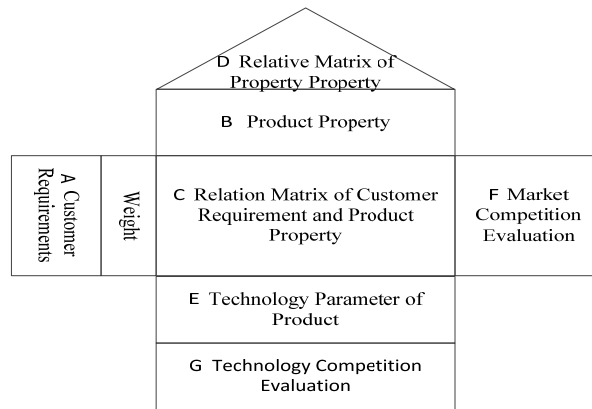 D Relative Matrix of
Property Property
B Product Property
A Customer
Requirements
Weight
C Relation Matrix of Customer
Requirement and Product
Property
F Market
Competition
Evaluation
E Technology Parameter of
Product
G Technology Competition
Evaluation